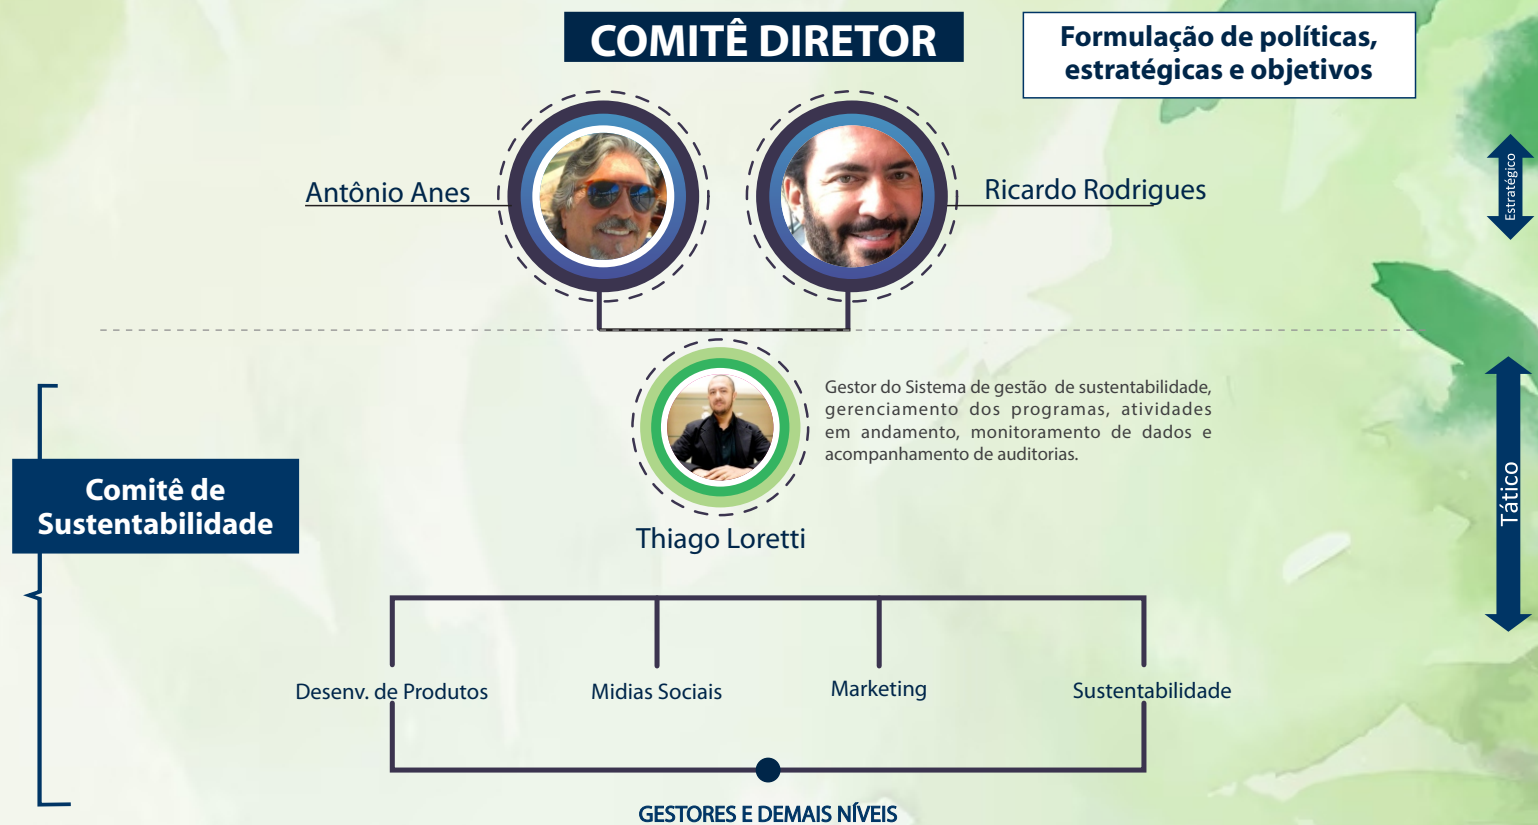 COMITÊ DIRETOR
Formulação de políticas,
estratégicas e objetivos
Antônio Anes
Ricardo Rodrigues
Estratégico
Gestor do Sistema de gestão de sustentabilidade,
gerenciamento dos programas, atividades
em andamento, monitoramento de dados e
acompanhamento de auditorias.
Comitê de
Sustentabilidade
Tático
Thiago Loretti
Desenv. de Produtos
Midias Sociais
Marketing
Sustentabilidade
GESTORES E DEMAIS NÍVEIS